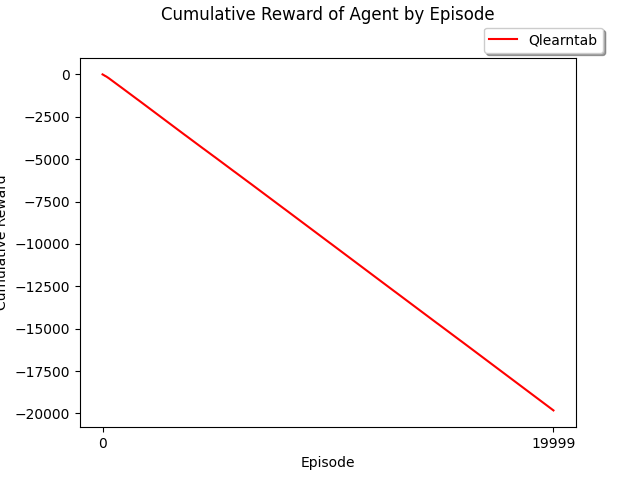 Cumulative Reward of Agent by Episode
Qlearntab
0
−2500
−5000
−7500
−10000
−12500
−15000
−17500
−20000
Cumulative Reward
0
19999
Episode